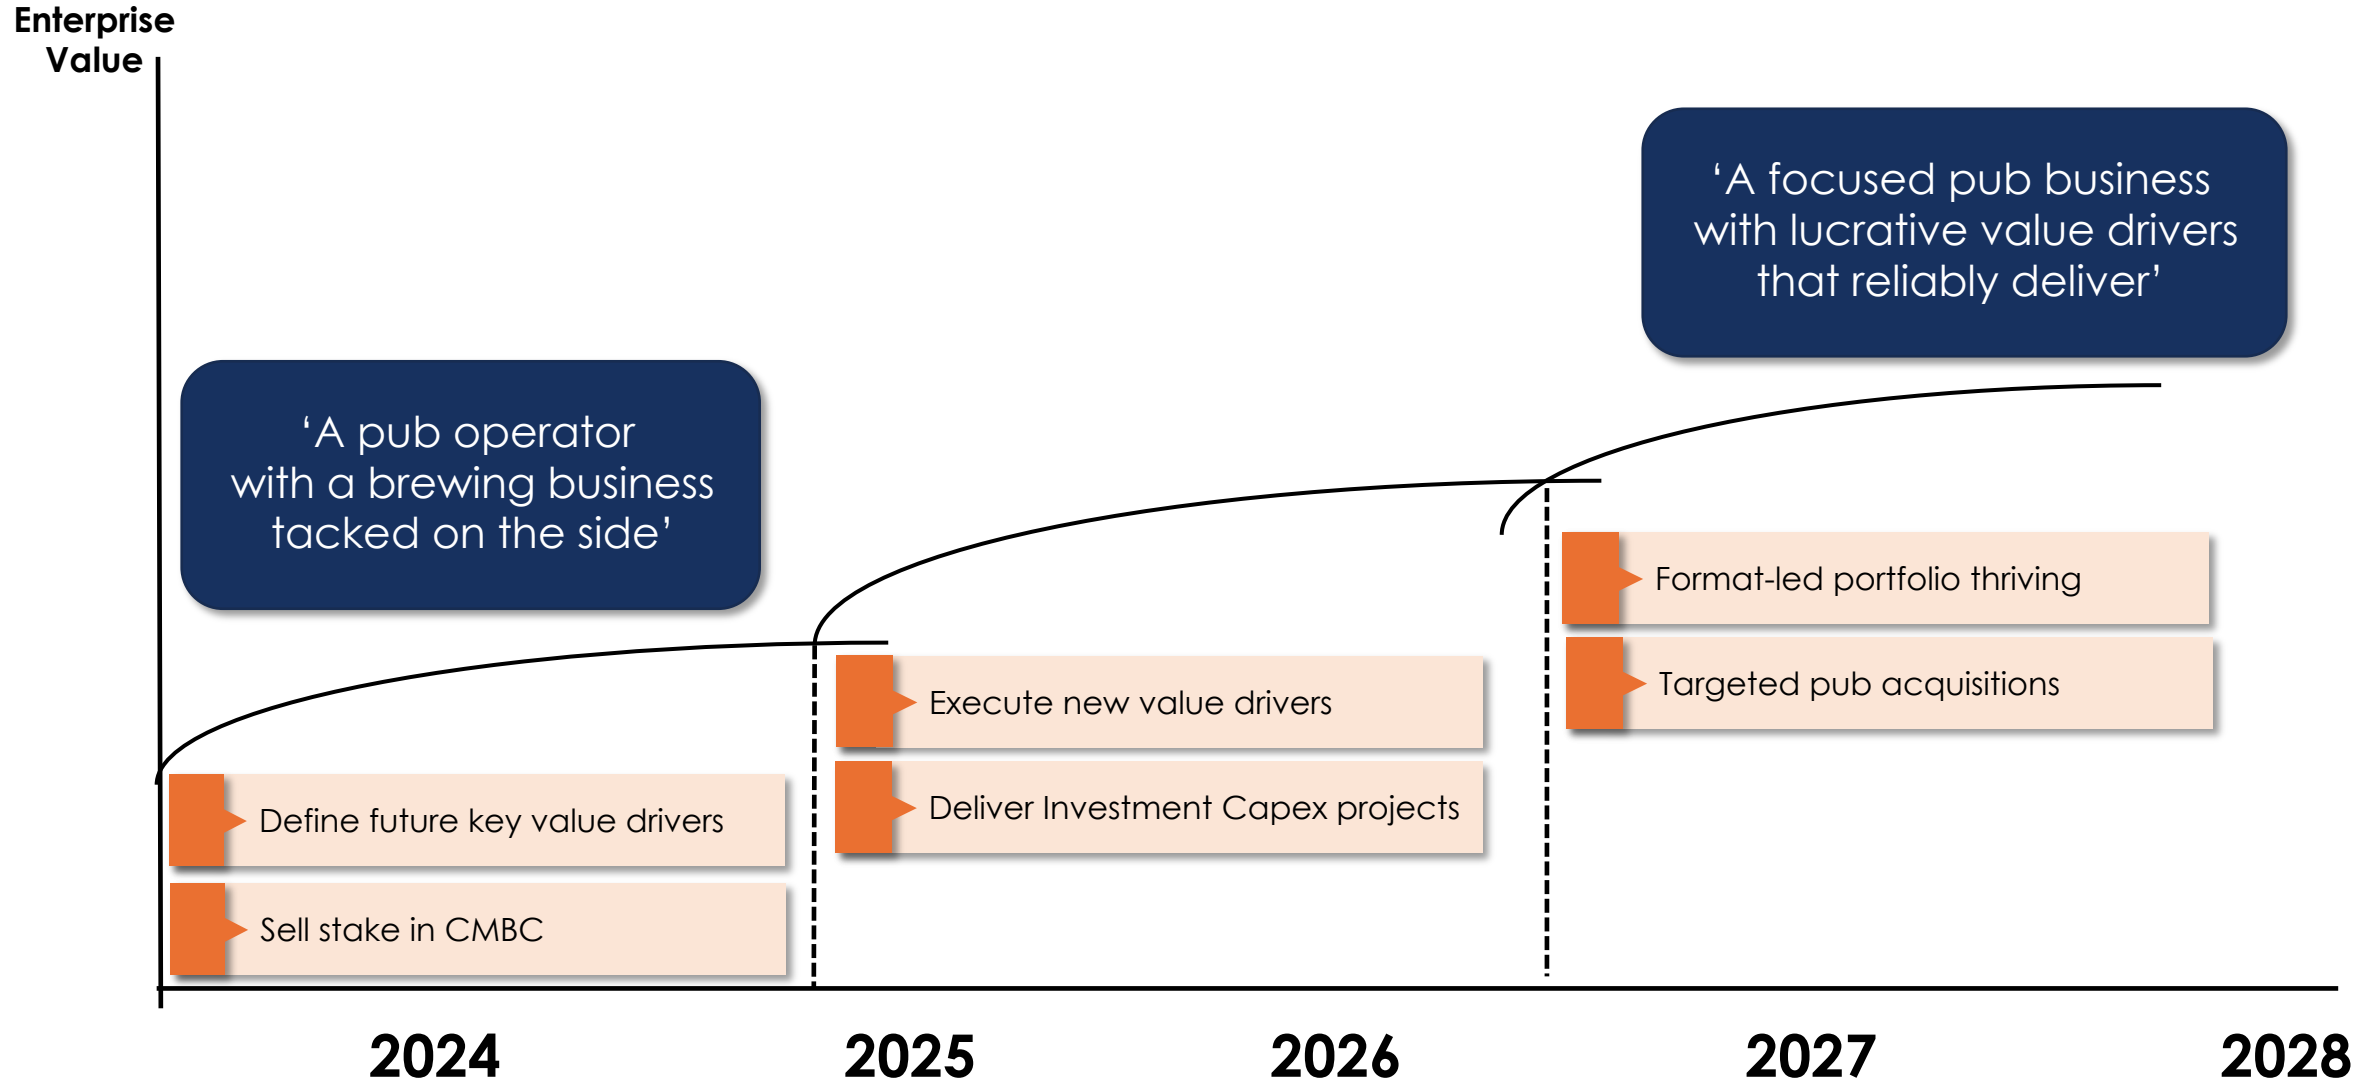 Enterprise
Value
‘A focused pub business
with lucrative value drivers
that reliably deliver’
‘A pub operator
with a brewing business
tacked on the side’
Format-led portfolio thriving
Targeted pub acquisitions
Execute new value drivers
Deliver Investment Capex projects
Define future key value drivers
Sell stake in CMBC
2024
2025
2026
2027
2028